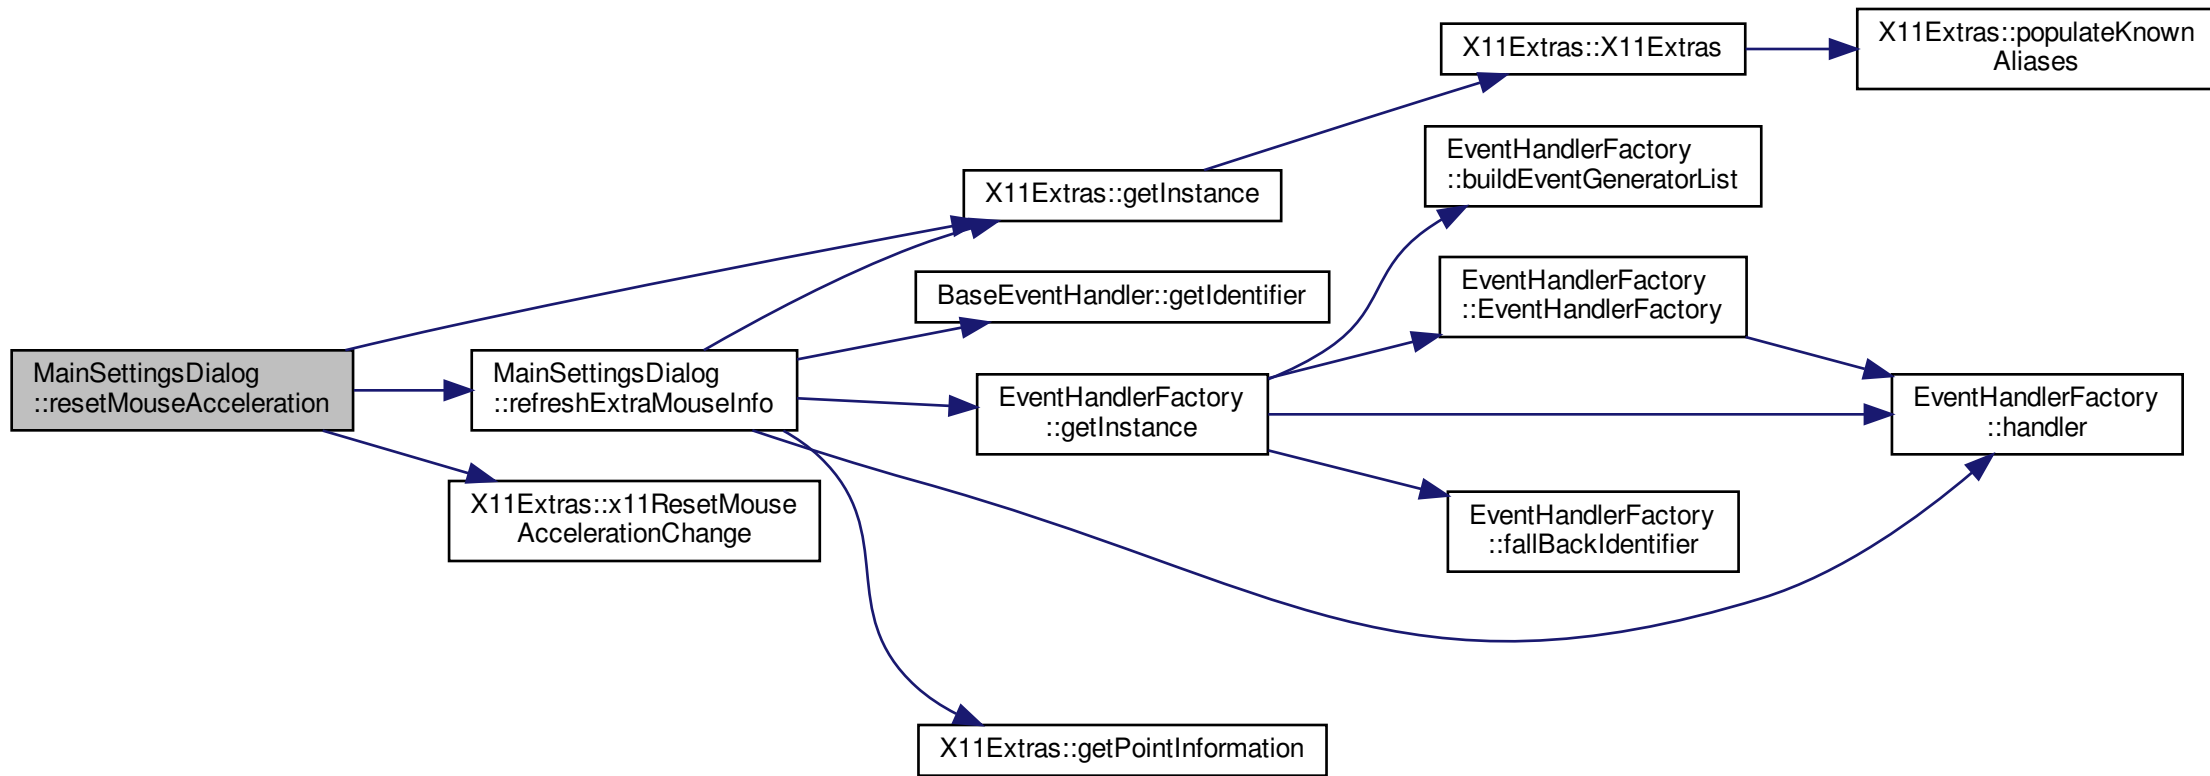 MainSettingsDialog
::resetMouseAcceleration
MainSettingsDialog
::refreshExtraMouseInfo
X11Extras::x11ResetMouse
AccelerationChange
X11Extras::getInstance
BaseEventHandler::getIdentifier
EventHandlerFactory
::getInstance
X11Extras::getPointInformation
X11Extras::X11Extras
EventHandlerFactory
::buildEventGeneratorList
EventHandlerFactory
::EventHandlerFactory
EventHandlerFactory
::fallBackIdentifier
X11Extras::populateKnown
Aliases
EventHandlerFactory
::handler